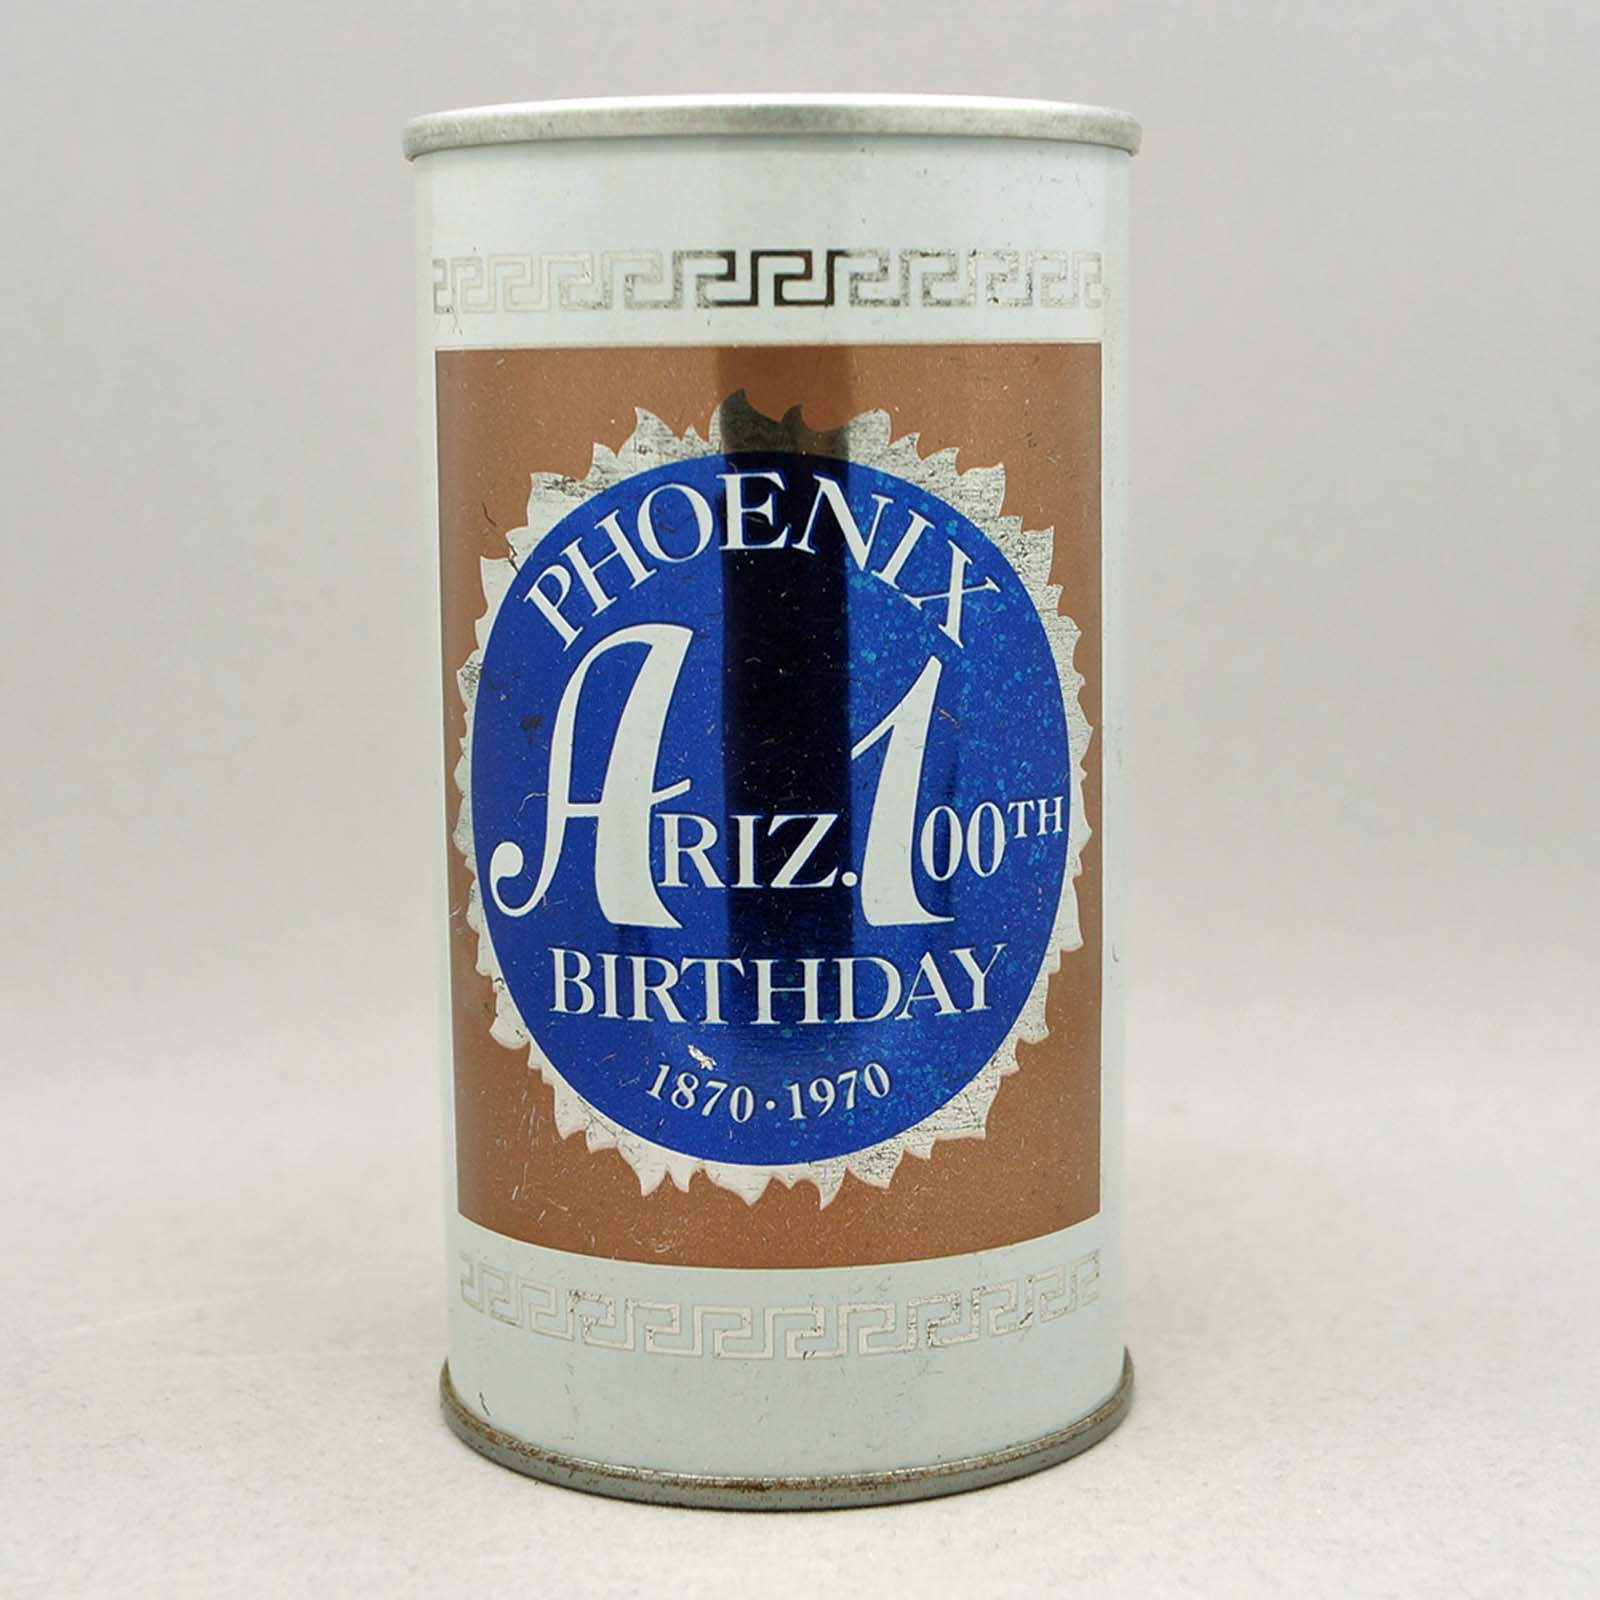 PHOENIX
ARIZ. 100TH
BIRTHDAY
1870 · 1970